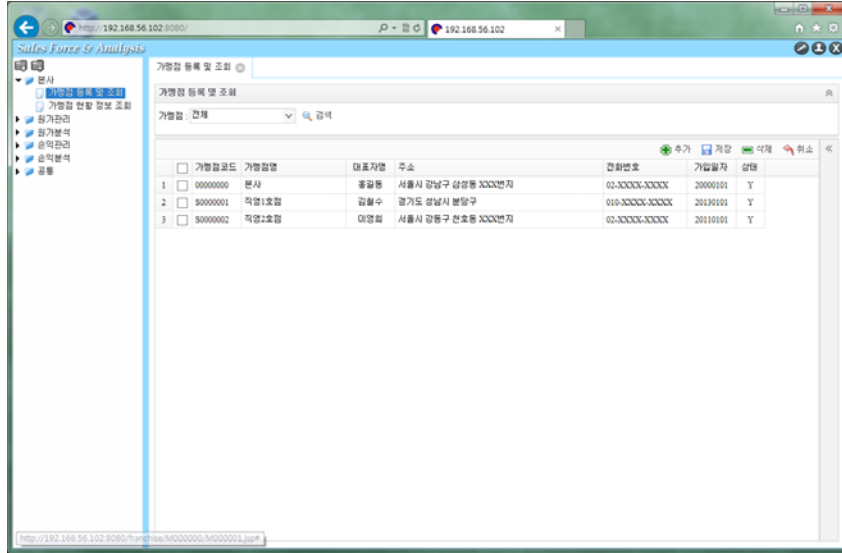 http://192.168.56.102:8080/
192.168.56.102
Sales Force & Analysis
본사
가맹점 등록 및 조회
가맹점 현황 정보 조회
원가관리
원가분석
손익관리
손익분석
공통
가맹점 등록 및 조회
가맹점 등록 및 조회
가맹점 : 전체 검색
추가 저장 삭제 취소
가맹점코드 가맹점명 대표자명 주소 전화번호 가입일자 상태
1 00000000 본사 홍길동 서울시 강남구 삼성동 XXX번지 02-XXXX-XXXX 20000101 Y
2 S0000001 직영1호점 김철수 경기도 성남시 분당구 010-XXXX-XXXX 20130101 Y
3 S0000002 직영2호점 이영희 서울시 강동구 천호동 XXX번지 02-XXXX-XXXX 20110101 Y
http://192.168.56.102:8080/franchise/M000000/M000001.jsp#